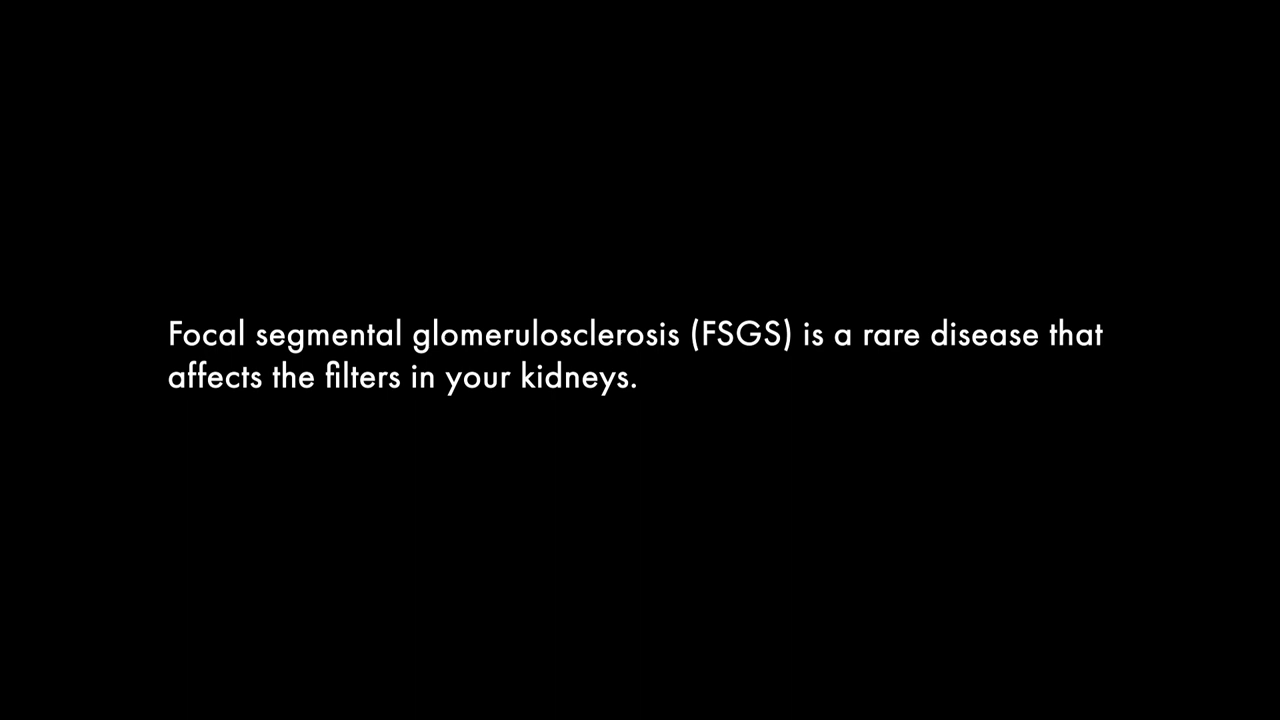 Focal segmental glomerulosclerosis (FSGS) is a rare disease that
affects the filters in your kidneys.